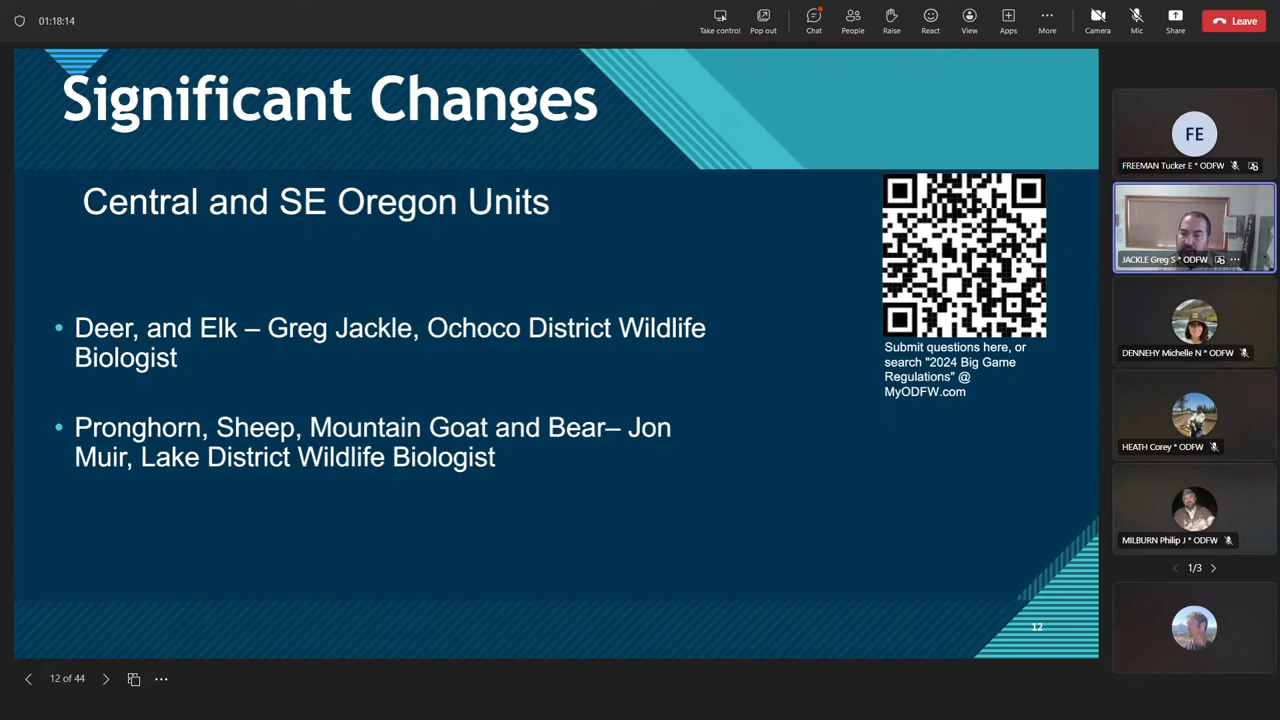 01:18:14
Take control
Pop out
Chat
People
Raise
React
View
Apps
More
Camera
Mic
Share
Leave
Significant Changes
Central and SE Oregon Units
• Deer, and Elk – Greg Jackle, Ochoco District Wildlife
Biologist
• Pronghorn, Sheep, Mountain Goat and Bear– Jon
Muir, Lake District Wildlife Biologist
Submit questions here, or
search "2024 Big Game
Regulations" @
MyODFW.com
12
FE
FREEMAN Tucker E * ODFW
JACKLE Greg S * ODFW
DENNEHY Michelle N * ODFW
HEATH Corey * ODFW
MILBURN Philip J * ODFW
1/3
12 of 44